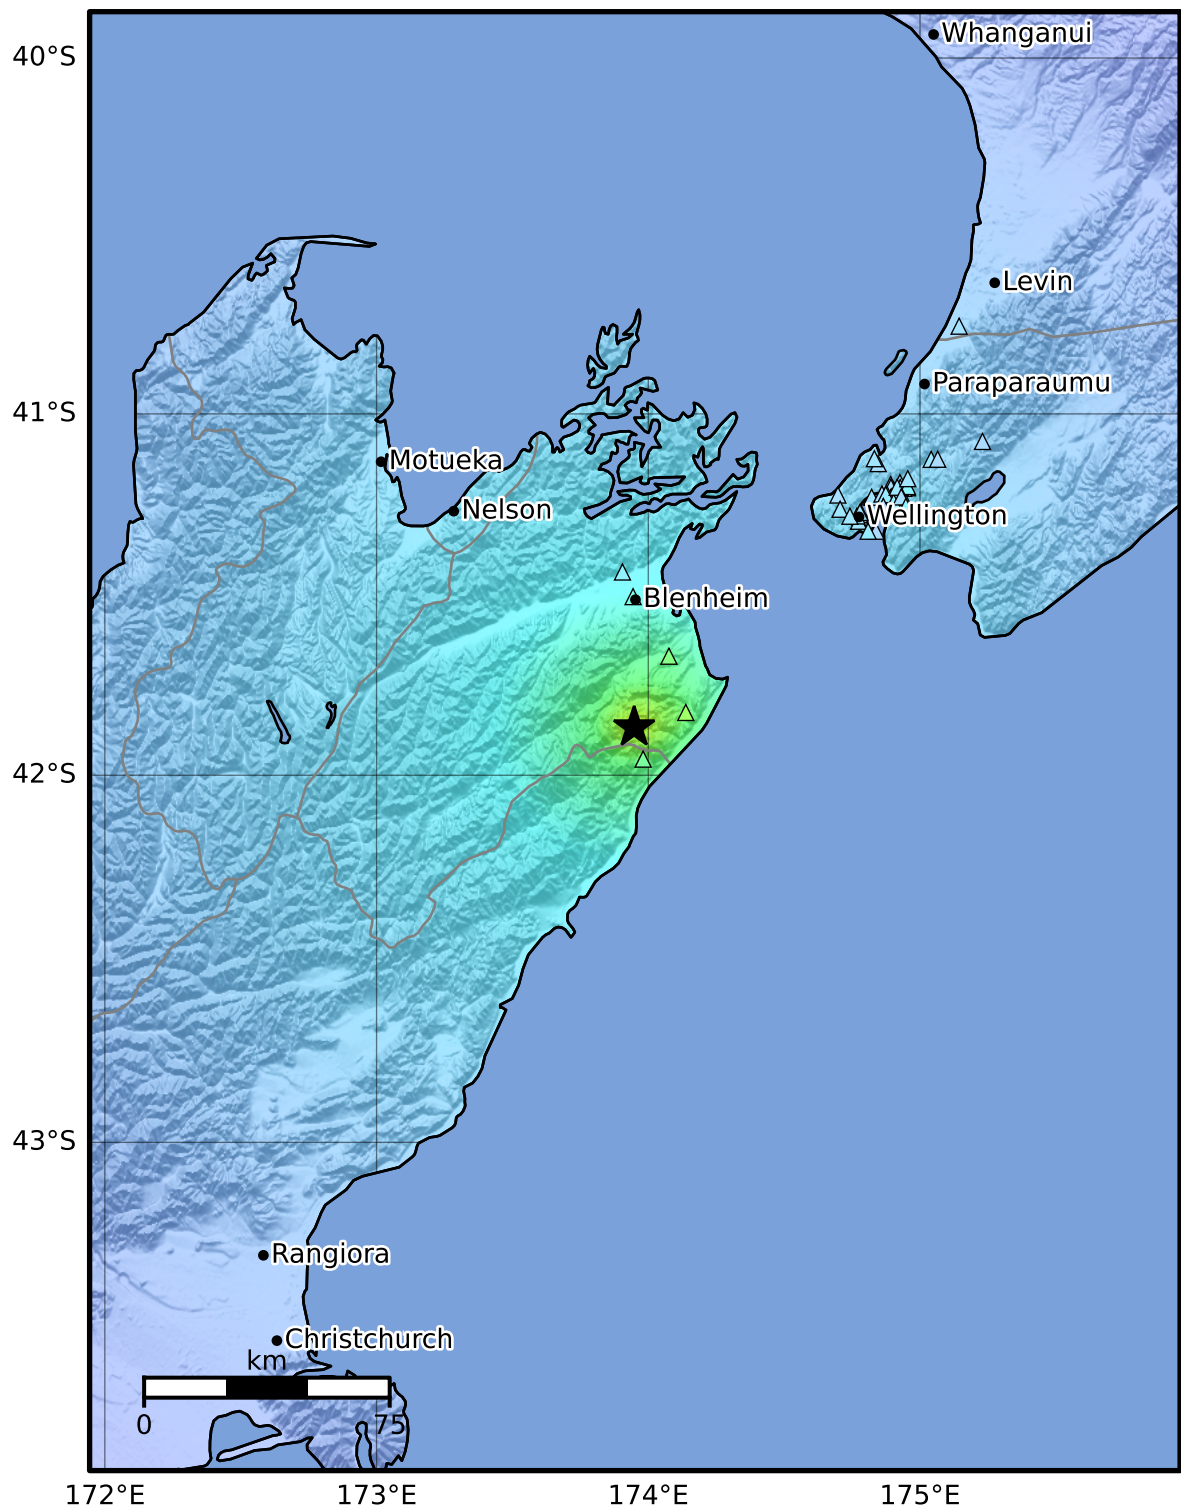 Whanganui
40°S
Levin
Paraparaumu
41°S
Motueka
Nelson
Wellington
Blenheim
42°S
43°S
Rangiora
Christchurch
km
0 75
172°E 173°E 174°E 175°E